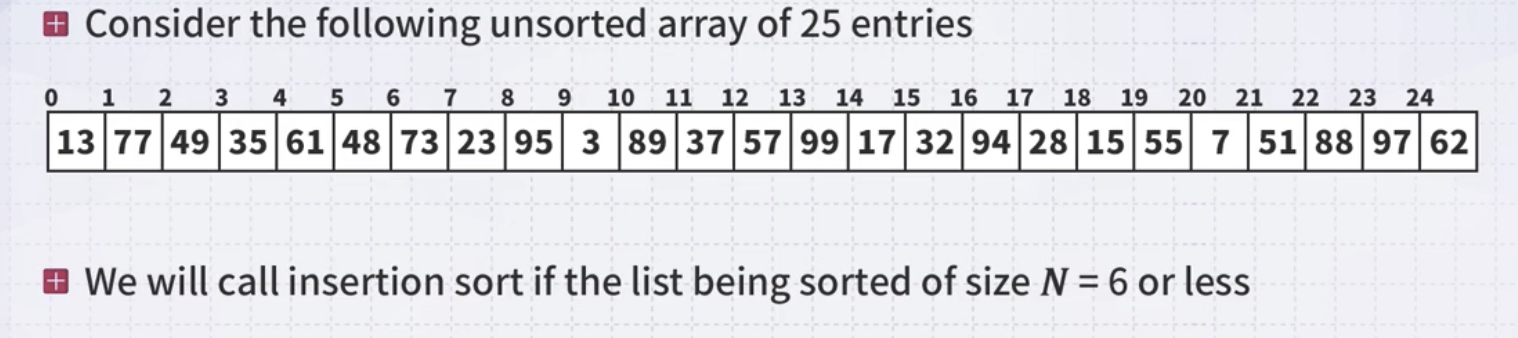 Consider the following unsorted array of 25 entries
0 1 2 3 4 5 6 7 8 9 10 11 12 13 14 15 16 17 18 19 20 21 22 23 24
13 77 49 35 61 48 73 23 95 3 89 37 57 99 17 32 94 28 15 55 7 51 88 97 62
We will call insertion sort if the list being sorted of size N = 6 or less